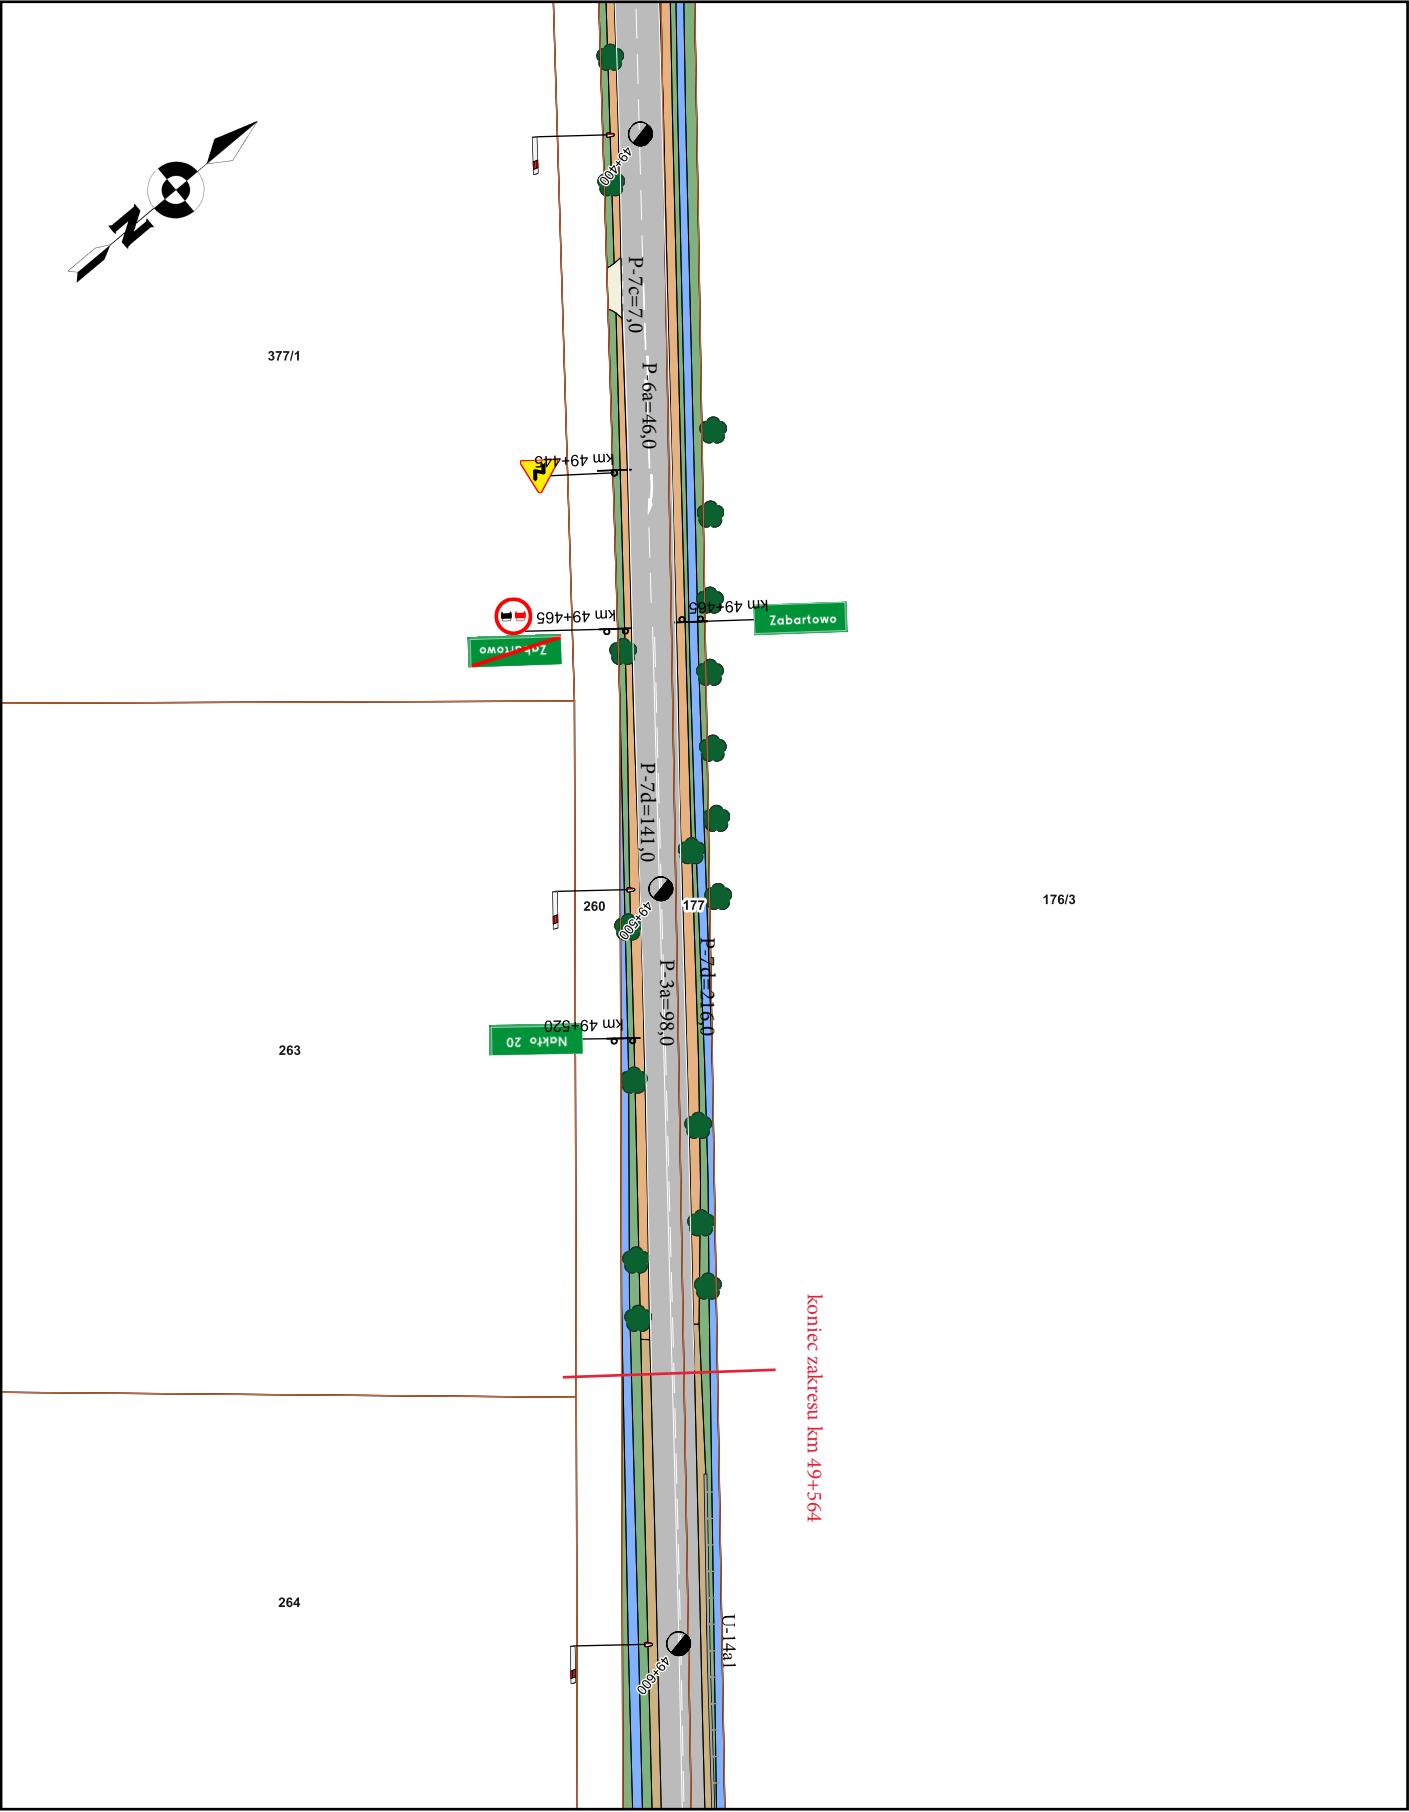 49+400
N
P-7c=7,0
377/1
P-6a=46,0
km 49+445
km 49+465
km 49+465
Zabartowo
Zabartowo
P-7d=141,0
260
49+500
177
176/3
P-7d=216,0
P-3a=98,0
km 49+520
Nakło 20
263
koniec zakresu km 49+564
264
U-14a1
49+600